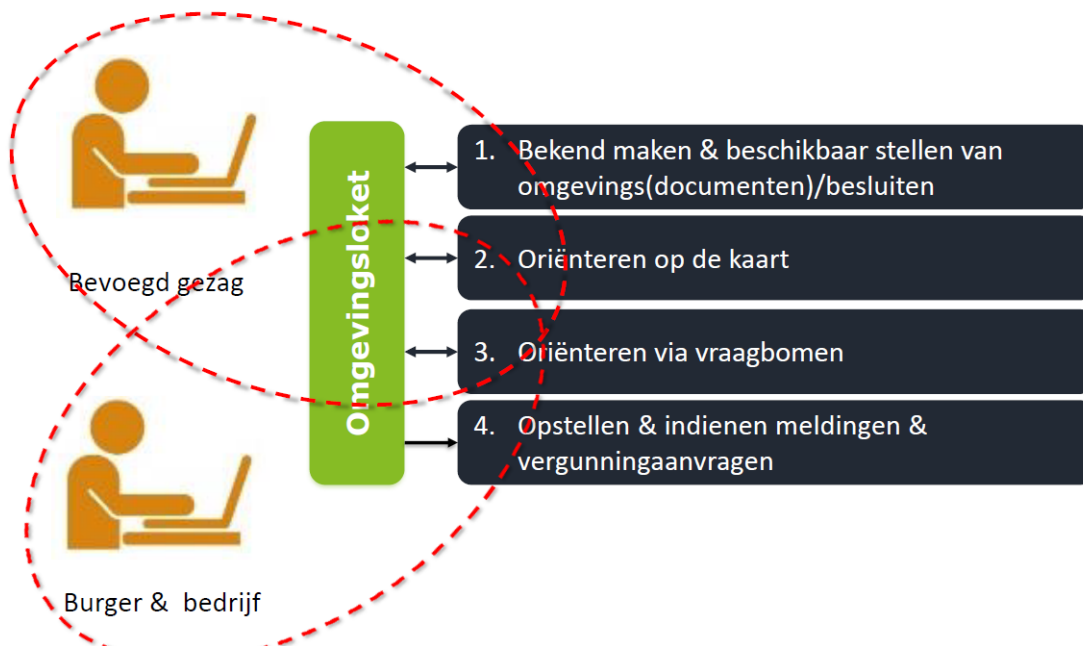 Bevoegd gezag
Burger & bedrijf
Omgevingsloket
1. Bekend maken & beschikbaar stellen van
omgevings(documenten)/besluiten
2. Oriënteren op de kaart
3. Oriënteren via vraagbomen
4. Opstellen & indienen meldingen &
vergunningaanvragen